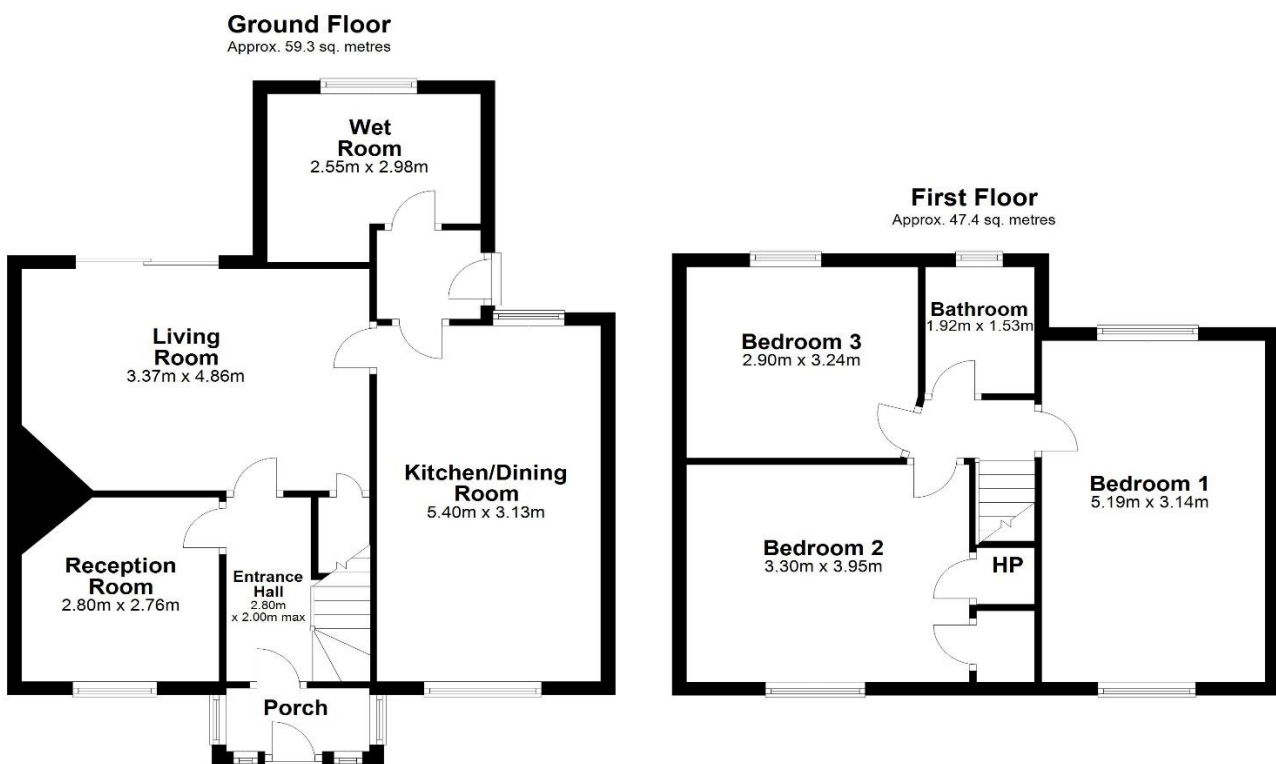 Ground Floor
Approx. 59.3 sq. metres
Wet
Room
2.55m x 2.98m
Living
Room
3.37m x 4.86m
Kitchen/Dining
Room
5.40m x 3.13m
Reception
Room
2.80m x 2.76m
Entrance
Hall
2.80m
x 2.00m max
Porch
First Floor
Approx. 47.4 sq. metres
Bathroom
1.92m x 1.53m
Bedroom 3
2.90m x 3.24m
Bedroom 1
5.19m x 3.14m
Bedroom 2
3.30m x 3.95m
HP